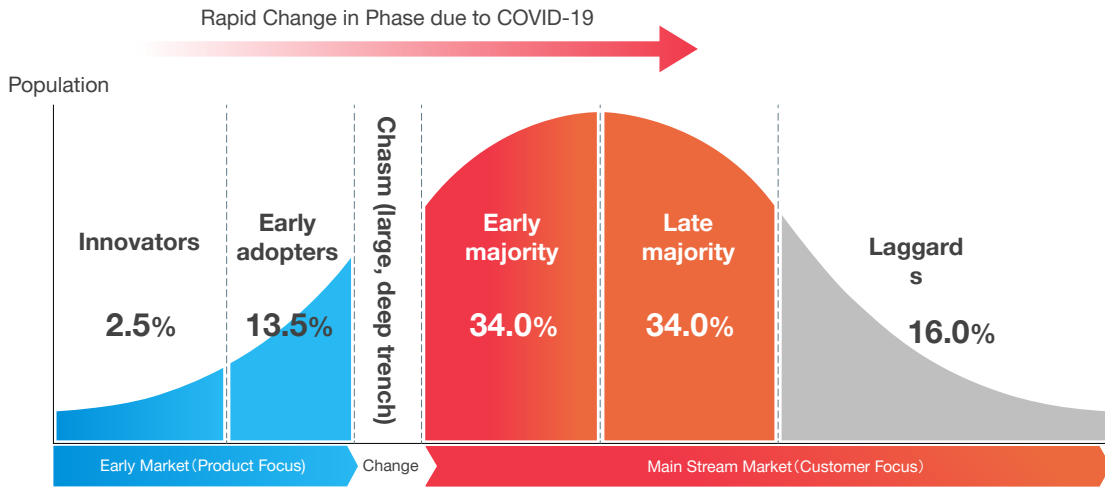 Rapid Change in Phase due to COVID-19
Population
Innovators
2.5%
Early
adopters
13.5%
Chasm (large, deep trench)
Early
majority
34.0%
Late
majority
34.0%
Laggard
s
16.0%
Early Market(Product Focus)
Change
Main Stream Market(Customer Focus)